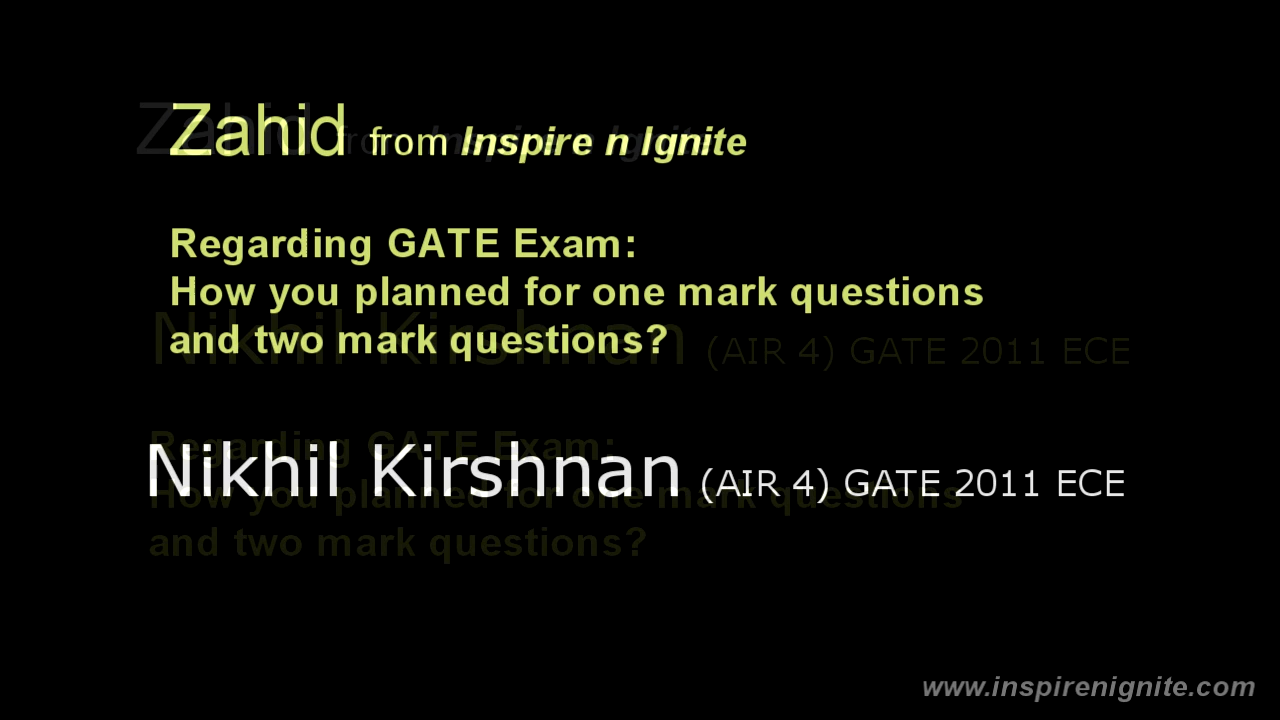 Zahid from Inspire n Ignite
Regarding GATE Exam:
How you planned for one mark questions
and two mark questions?
Nikhil Kirshnan (AIR 4) GATE 2011 ECE
www.inspirenignite.com